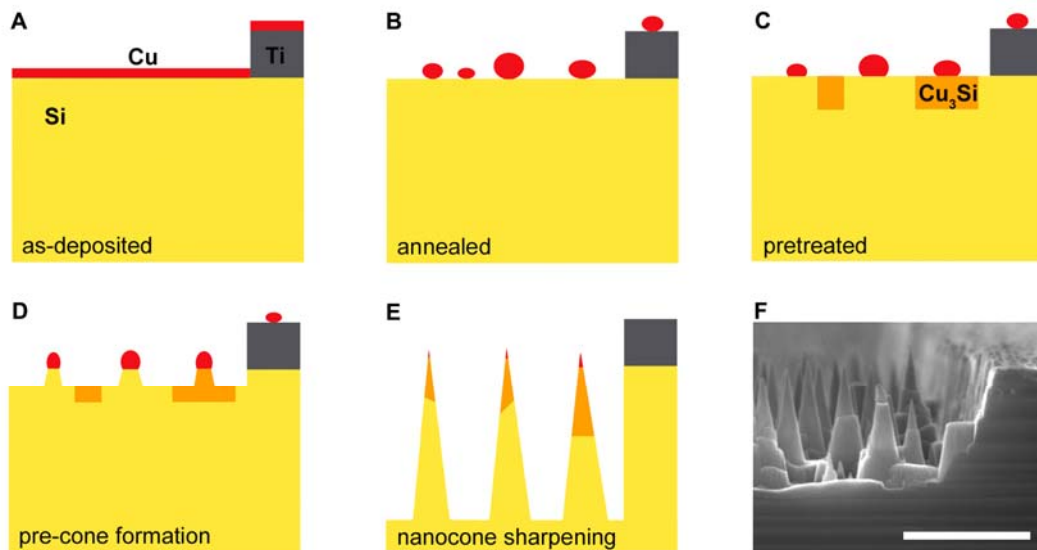 A
Cu
Ti
Si
as-deposited
B
annealed
C
Cu₃Si
pretreated
D
pre-cone formation
E
nanocone sharpening
F